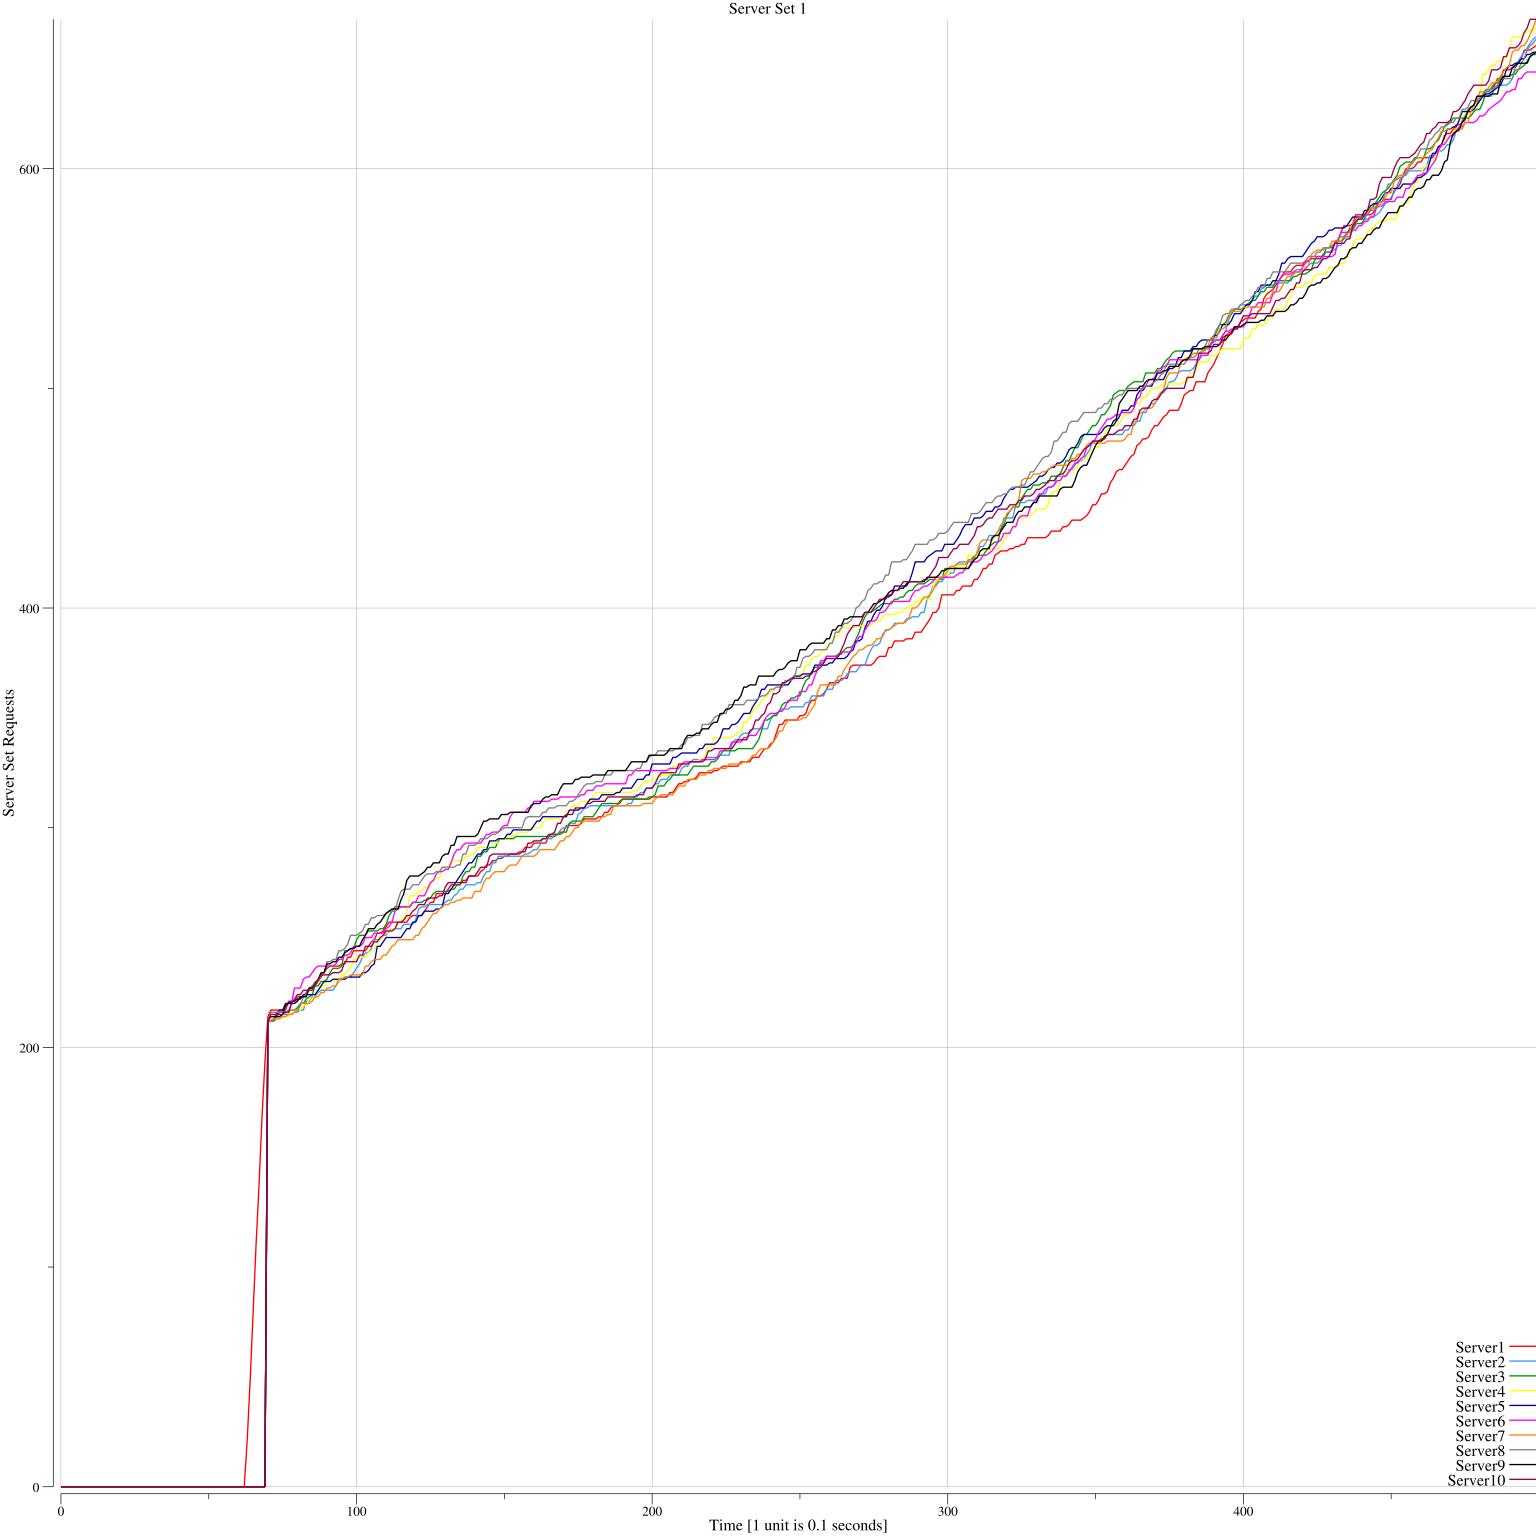 Server Set 1
600
400
Server Set Requests
200
Server1
Server2
Server3
Server4
Server5
Server6
Server7
Server8
Server9
Server10
0
0 100 200 300 400
Time [1 unit is 0.1 seconds]